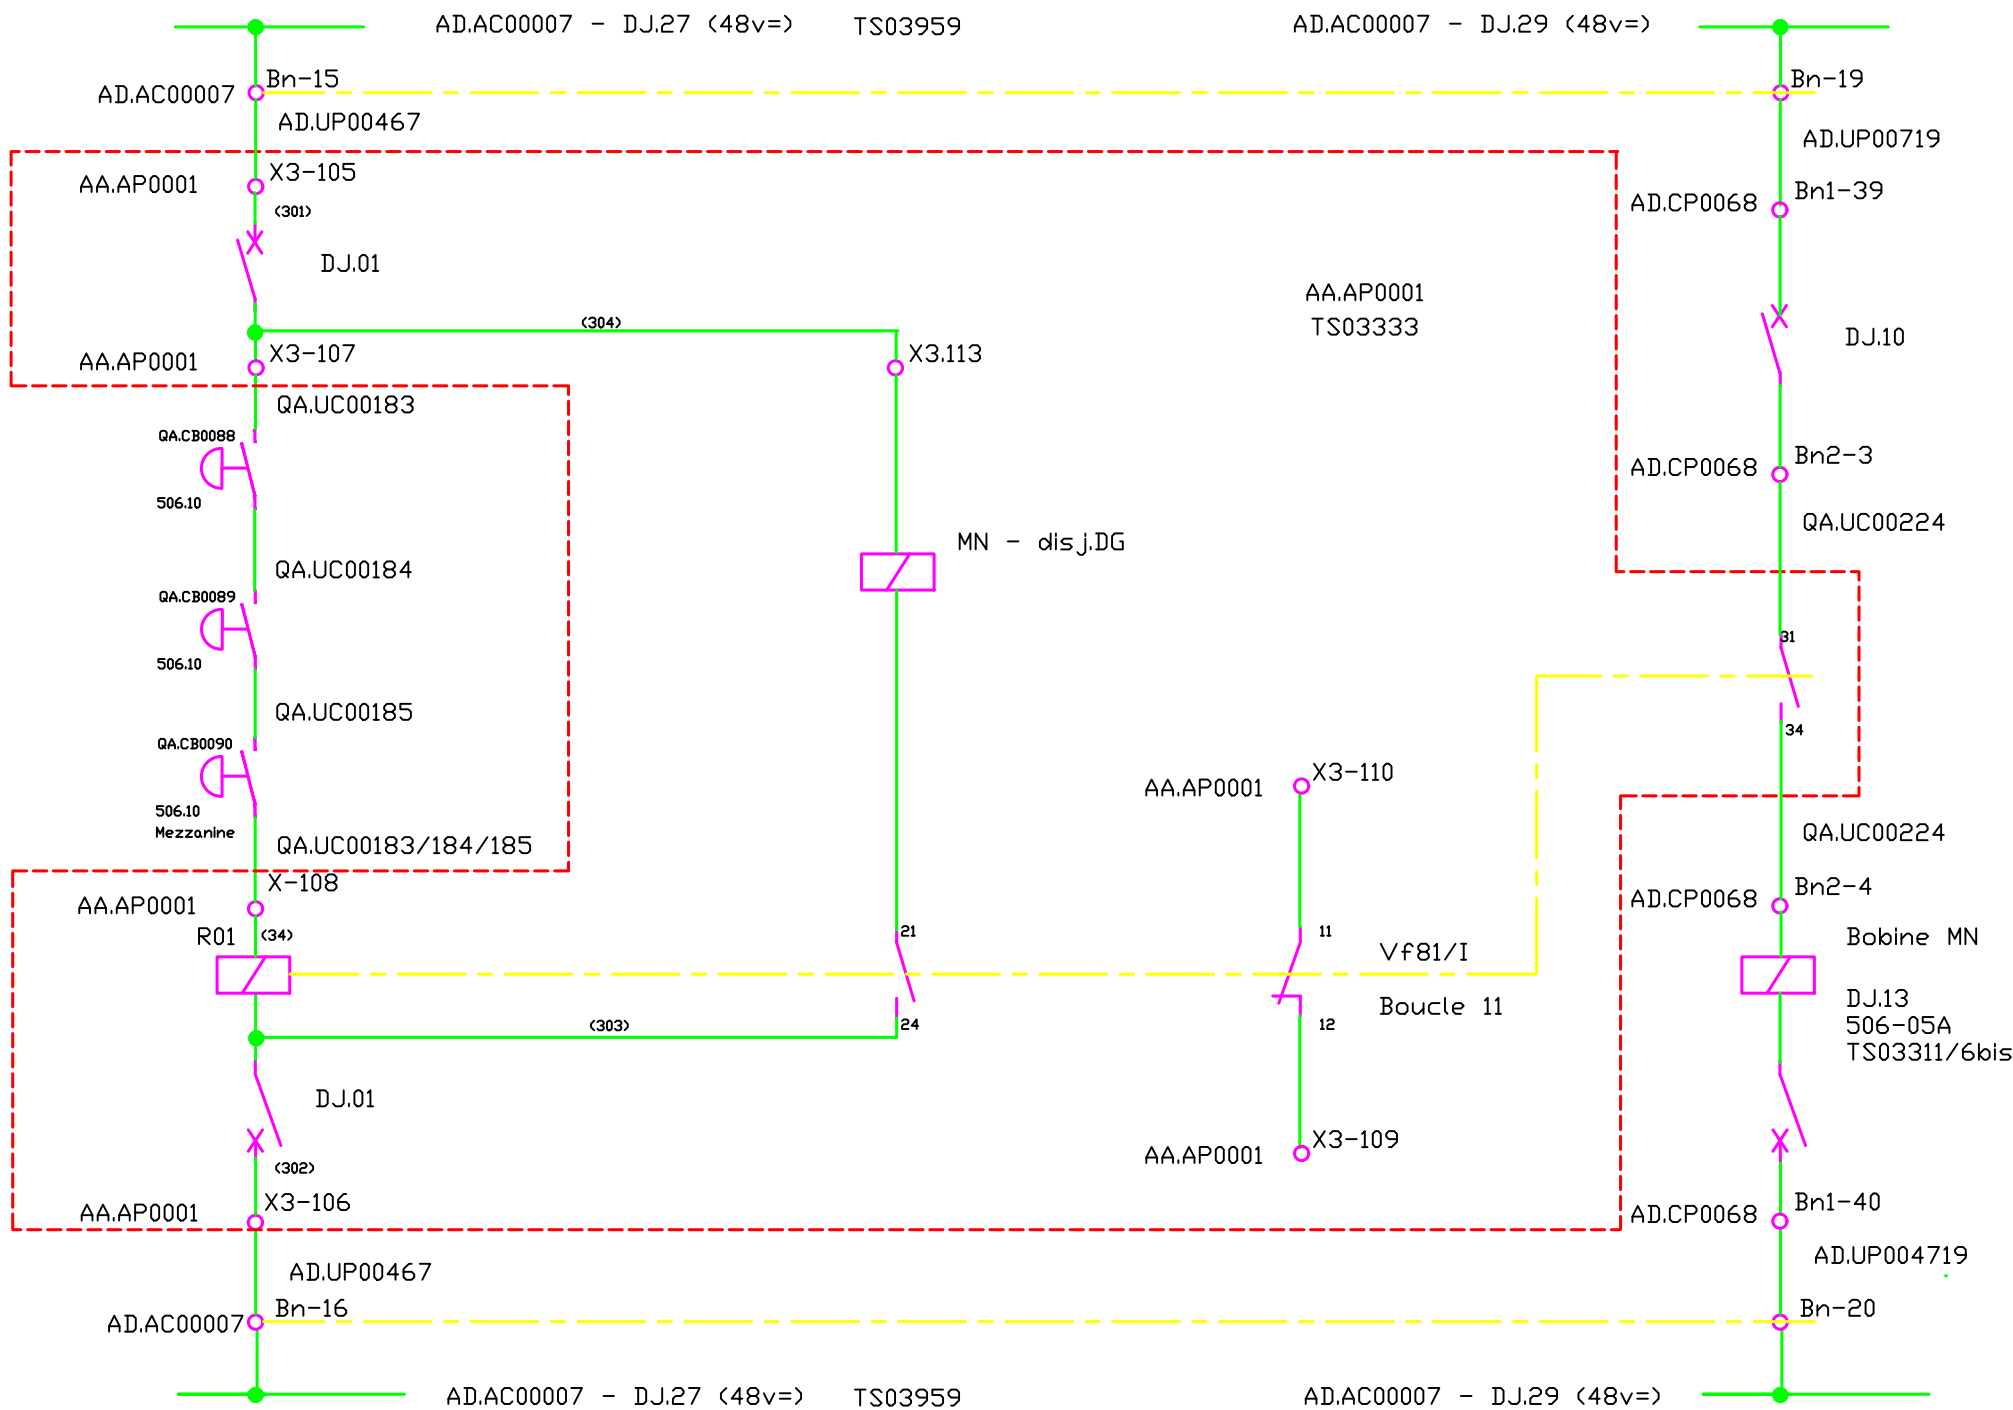 AD.AC00007 - DJ.27 (48v=) TS03959
AD.AC00007 - DJ.29 (48v=)
Bn-15
AD.AC00007
AD.UP00467
Bn-19
AD.UP00719
X3-105
AA.AP0001
(301)
DJ.01
Bn1-39
AD.CP0068
AA.AP0001
TS03333
(304)
X3-107
AA.AP0001
X3.113
DJ.10
QA.UC00183
QA.CB0088
506.10
Bn2-3
AD.CP0068
QA.UC00224
MN - disj.DG
QA.UC00184
QA.CB0089
506.10
31
34
QA.UC00185
QA.CB0090
506.10
Mezzanine
QA.UC00183/184/185
X3-110
AA.AP0001
QA.UC00224
X-108
AA.AP0001
R01 (34)
21
24
11
12
Vf81/I
Boucle 11
Bn2-4
AD.CP0068
Bobine MN
DJ.13
506-05A
TS03311/6bis
(303)
DJ.01
(302)
X3-109
AA.AP0001
X3-106
AA.AP0001
Bn1-40
AD.CP0068
AD.UP004719
AD.UP00467
Bn-16
AD.AC00007
Bn-20
AD.AC00007 - DJ.27 (48v=) TS03959
AD.AC00007 - DJ.29 (48v=)